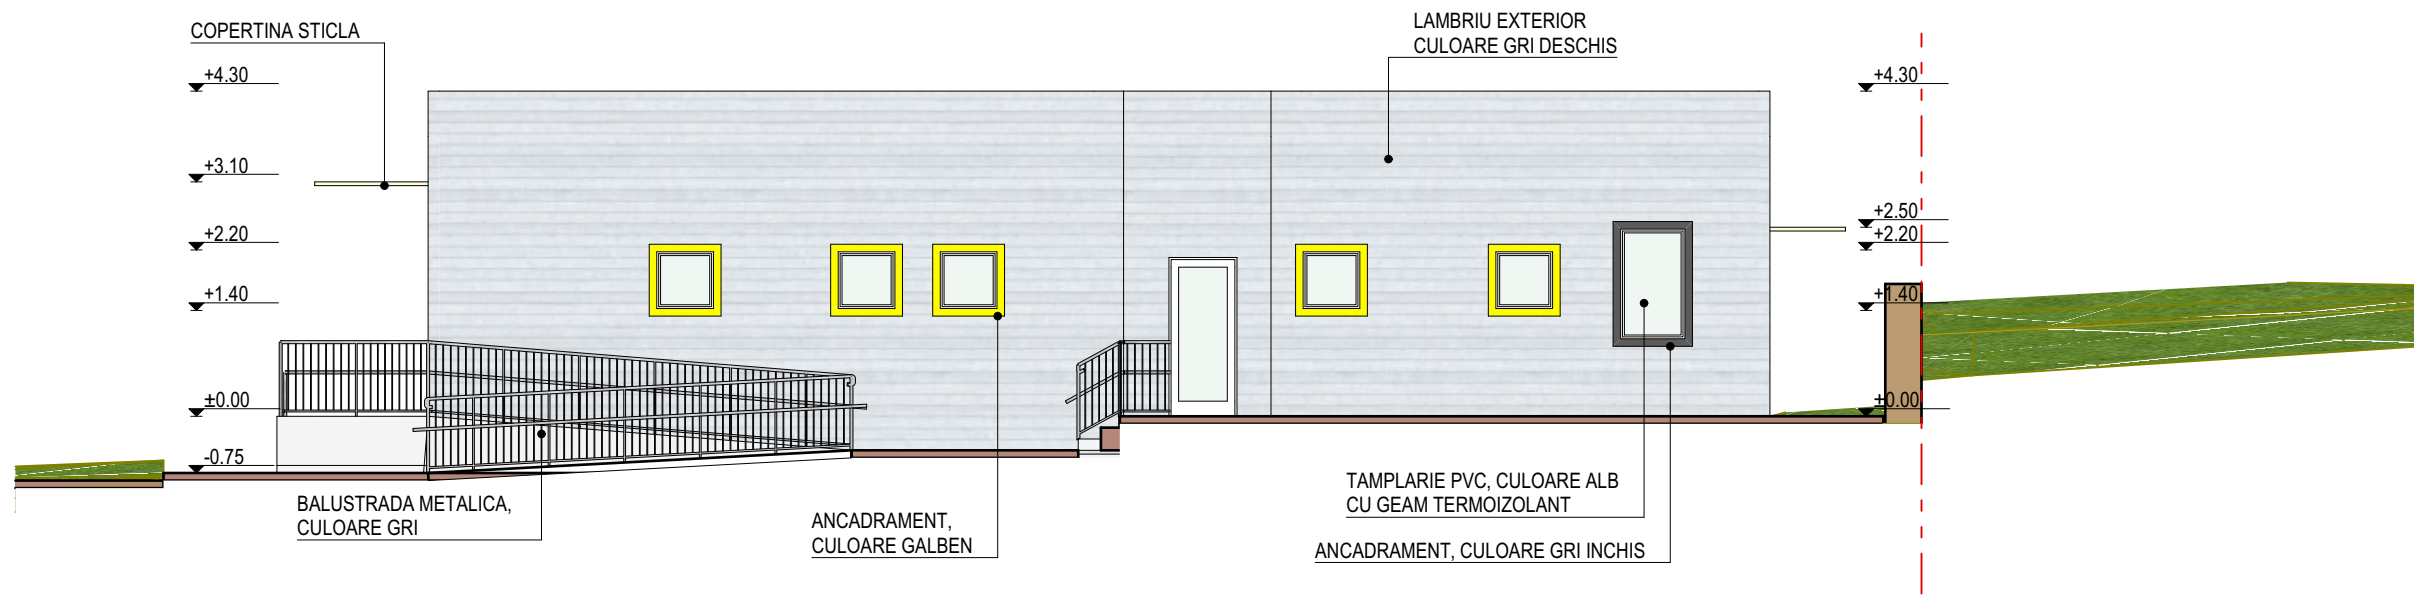 COPERTINA STICLA
LAMBRIU EXTERIOR
CULOARE GRI DESCHIS
+4.30
+3.10
+2.20
+1.40
±0.00
-0.75
+4.30
+2.50
+2.20
+1.40
±0.00
BALUSTRADA METALICA,
CULOARE GRI
ANCADRAMENT,
CULOARE GALBEN
TAMPLARIE PVC, CULOARE ALB
CU GEAM TERMOIZOLANT
ANCADRAMENT, CULOARE GRI INCHIS